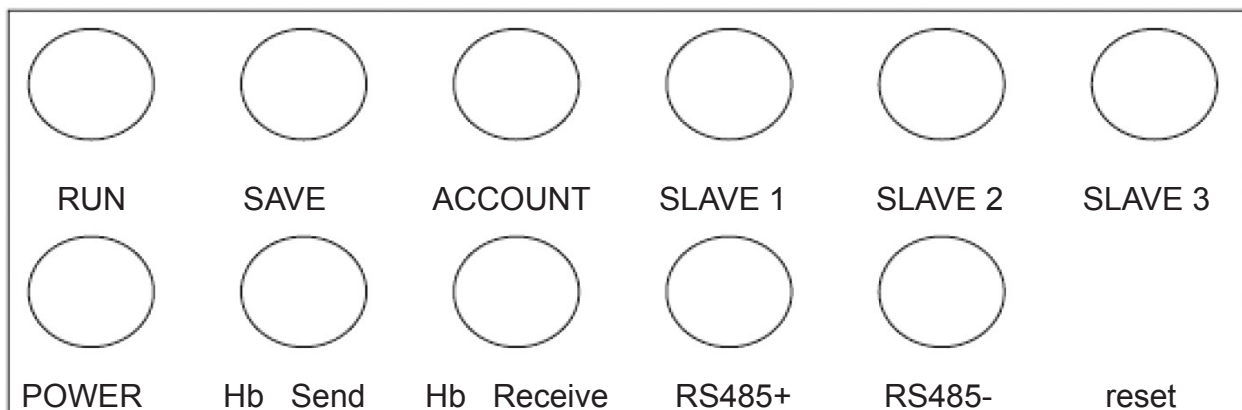 RUN SAVE ACCOUNT SLAVE 1 SLAVE 2 SLAVE 3
POWER Hb Send Hb Receive RS485+ RS485- reset